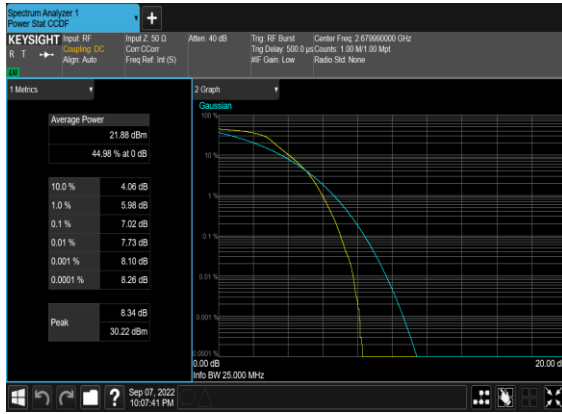 Spectrum Analyzer 1
Power Stat CCDF
KEYSIGHT
R T
LXI
Input: RF
Coupling: DC
Align: Auto
Input Z: 50 Ω
Corr CCorr
Freq Ref: Int (S)
Atten: 40 dB
Trig: RF Burst
Trig Delay: 500.0 µs
#IF Gain: Low
Center Freq: 2.679990000 GHz
Counts: 1.00 M/1.00 Mpt
Radio Std: None
1 Metrics
Average Power
21.88 dBm
44.98 % at 0 dB
10.0 % 4.06 dB
1.0 % 5.98 dB
0.1 % 7.02 dB
0.01 % 7.73 dB
0.001 % 8.10 dB
0.0001 % 8.26 dB
Peak
8.34 dB
30.22 dBm
2 Graph
Gaussian
100 %
10 %
1 %
0.1 %
0.01 %
0.001 %
0.0001 %
0.00 dB
20.00 dB
Info BW 25.000 MHz
?
Sep 07, 2022
10:07:41 PM